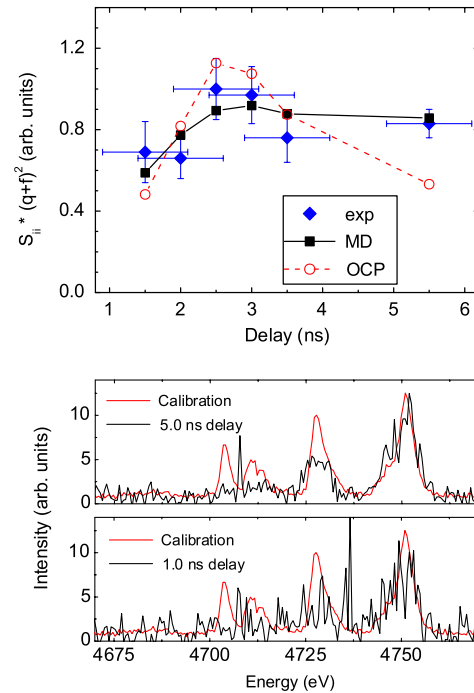 S_ii * (q+f)^2 (arb. units)
1.2
0.8
0.4
0.0
exp
MD
OCP
1 2 3 4 5 6
Delay (ns)
Intensity (arb. units)
10
5
0
Calibration
5.0 ns delay
10
5
0
Calibration
1.0 ns delay
4675 4700 4725 4750
Energy (eV)